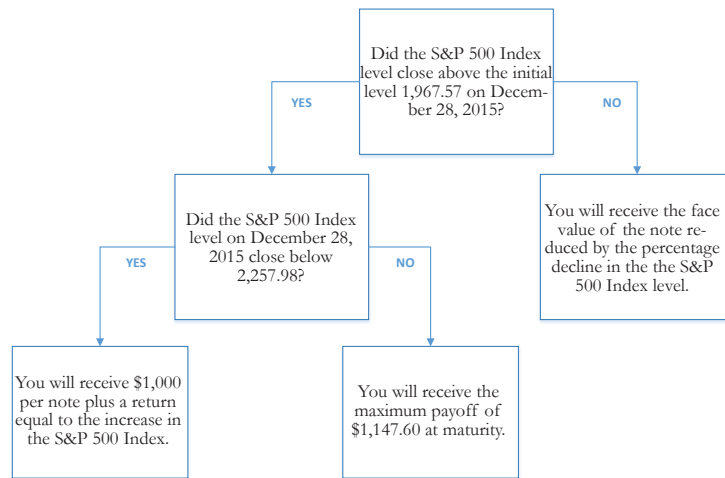 Did the S&P 500 Index
level close above the initial
level 1,967.57 on Decem-
ber 28, 2015?
YES
NO
Did the S&P 500 Index
level on December 28,
2015 close below
2,257.98?
You will receive the face
value of the note re-
duced by the percentage
decline in the the S&P
500 Index level.
YES
NO
You will receive $1,000
per note plus a return
equal to the increase in
the S&P 500 Index.
You will receive the
maximum payoff of
$1,147.60 at maturity.